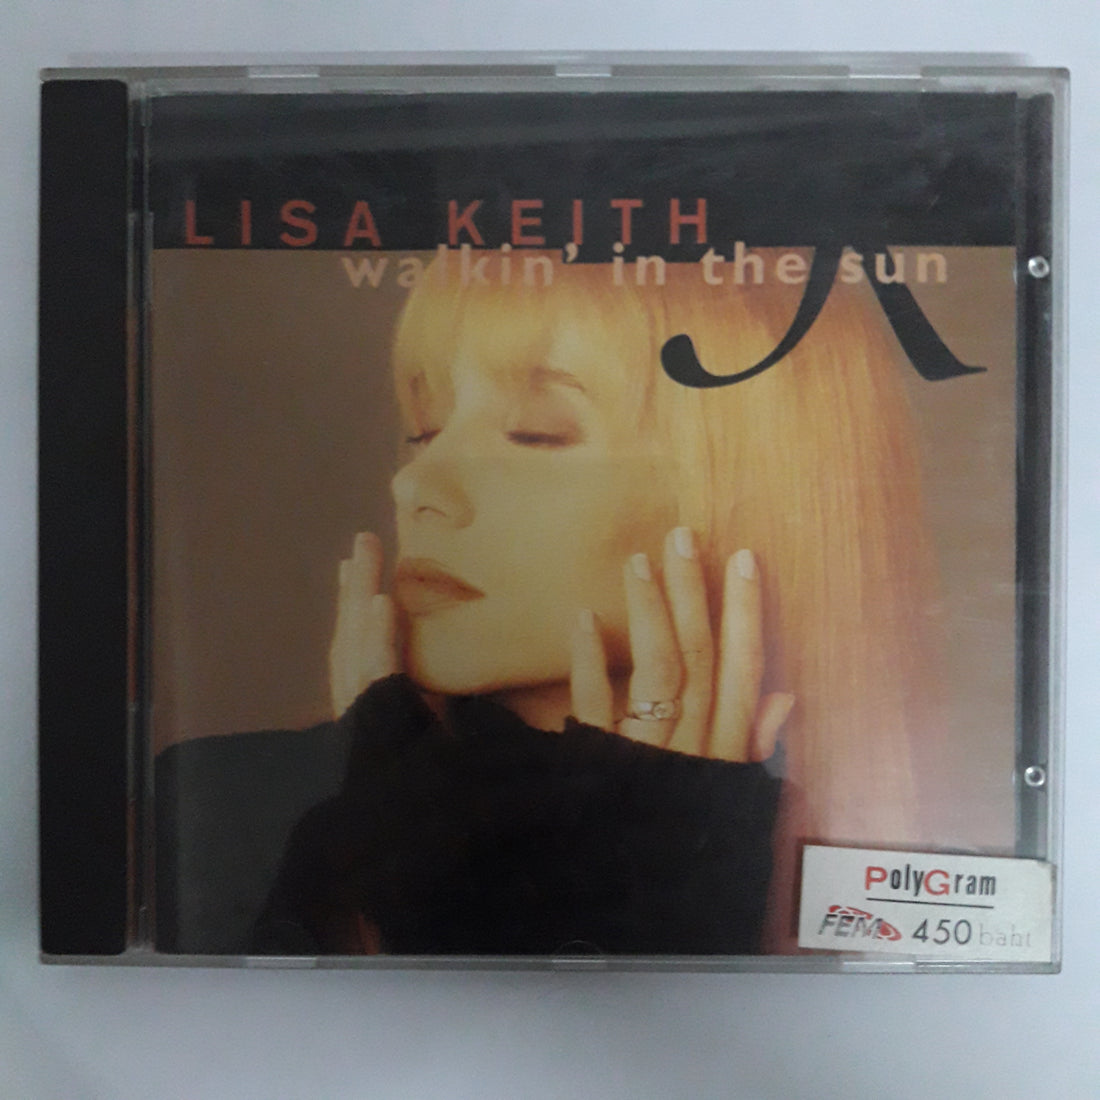 LISA KEITH
walkin' in the sun
PolyGram
FEM 450 baht